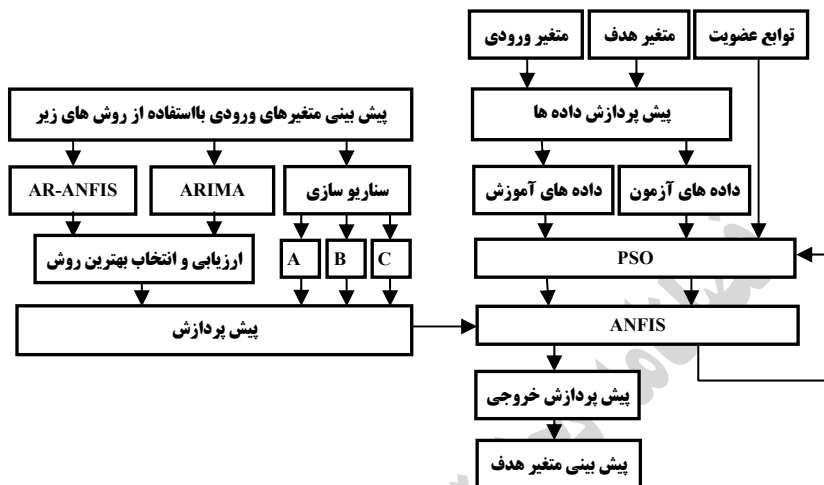 متغیر ورودی
متغیر هدف
توابع عضویت
پیش پردازش داده ها
داده های آموزش
داده های آزمون
PSO
ANFIS
پیش پردازش خروجی
پیش بینی متغیر هدف
پیش بینی متغیرهای ورودی بااستفاده از روش های زیر
AR-ANFIS
ARIMA
سناریو سازی
ارزیابی و انتخاب بهترین روش
A
B
C
پیش پردازش